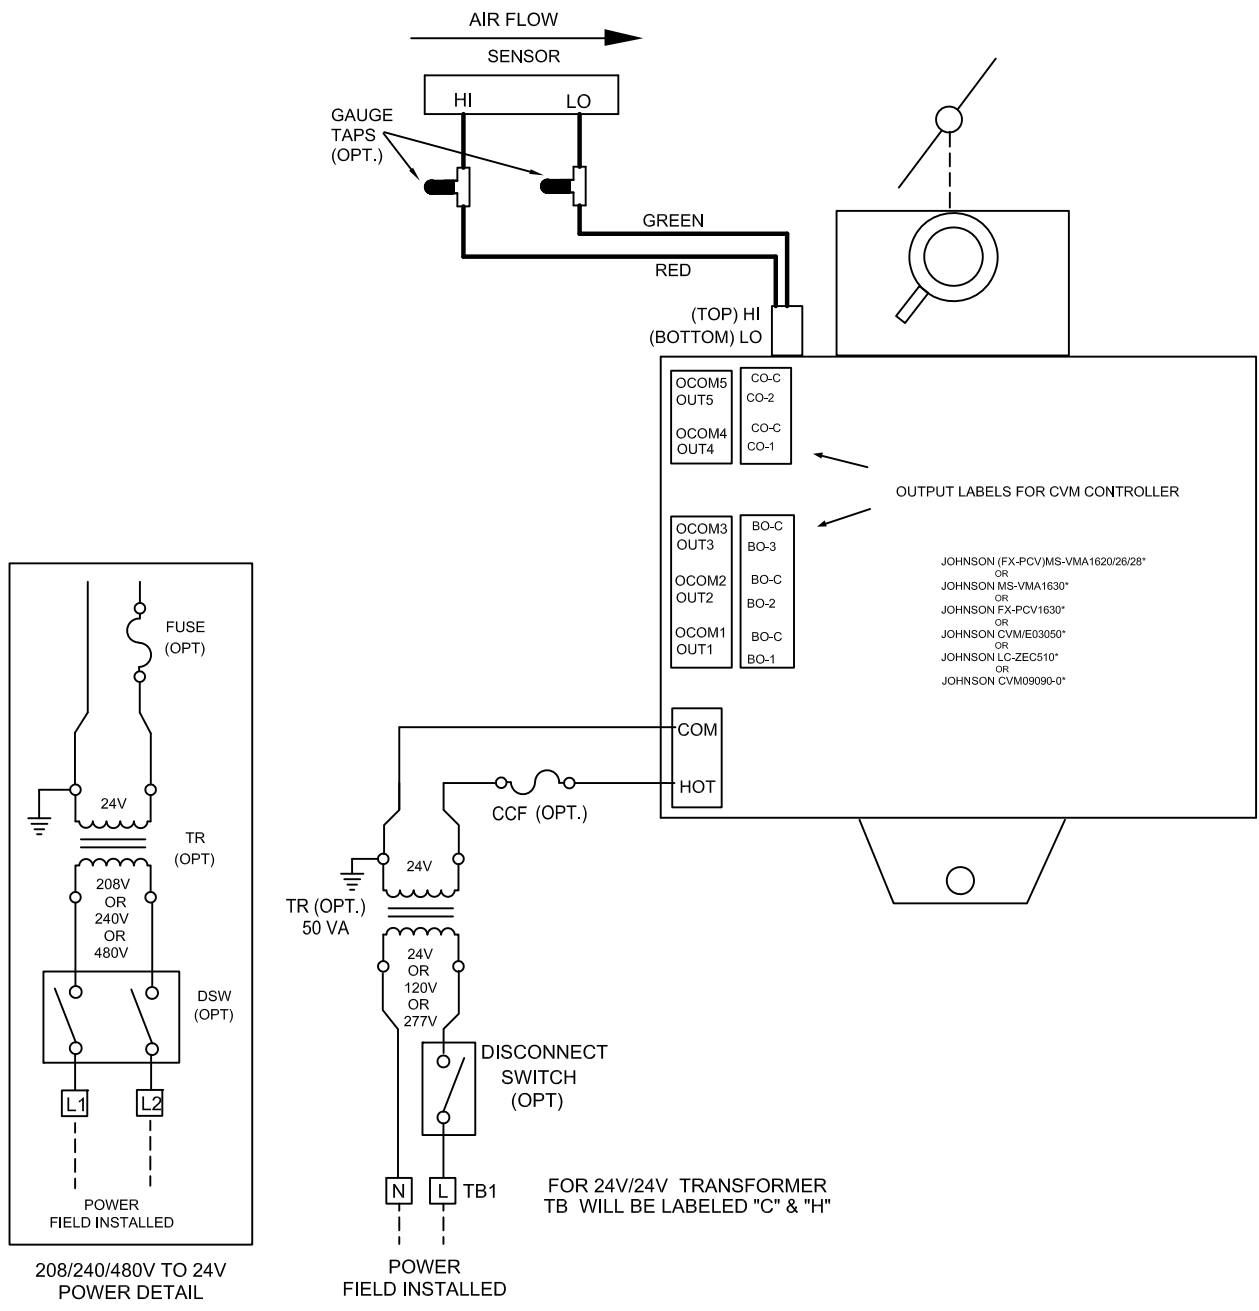 AIR FLOW
SENSOR
HI
LO
GAUGE
TAPS
(OPT.)
GREEN
RED
(TOP) HI
(BOTTOM) LO
OCOM5
OUT5
OCOM4
OUT4
CO-C
CO-2
CO-C
CO-1
OUTPUT LABELS FOR CVM CONTROLLER
OCOM3
OUT3
OCOM2
OUT2
OCOM1
OUT1
BO-C
BO-3
BO-C
BO-2
BO-C
BO-1
JOHNSON (FX-PCV)MS-VMA1620/26/28*
OR
JOHNSON MS-VMA1630*
OR
JOHNSON FX-PCV1630*
OR
JOHNSON CVM/E03050*
OR
JOHNSON LC-ZEC510*
OR
JOHNSON CVM09090-0*
COM
HOT
CCF (OPT.)
24V
TR (OPT.)
50 VA
24V
OR
120V
OR
277V
DISCONNECT
SWITCH
(OPT)
N
L
TB1
FOR 24V/24V TRANSFORMER
TB WILL BE LABELED "C" & "H"
POWER
FIELD INSTALLED
FUSE
(OPT)
24V
TR
(OPT)
208V
OR
240V
OR
480V
DSW
(OPT)
L1
L2
POWER
FIELD INSTALLED
208/240/480V TO 24V
POWER DETAIL